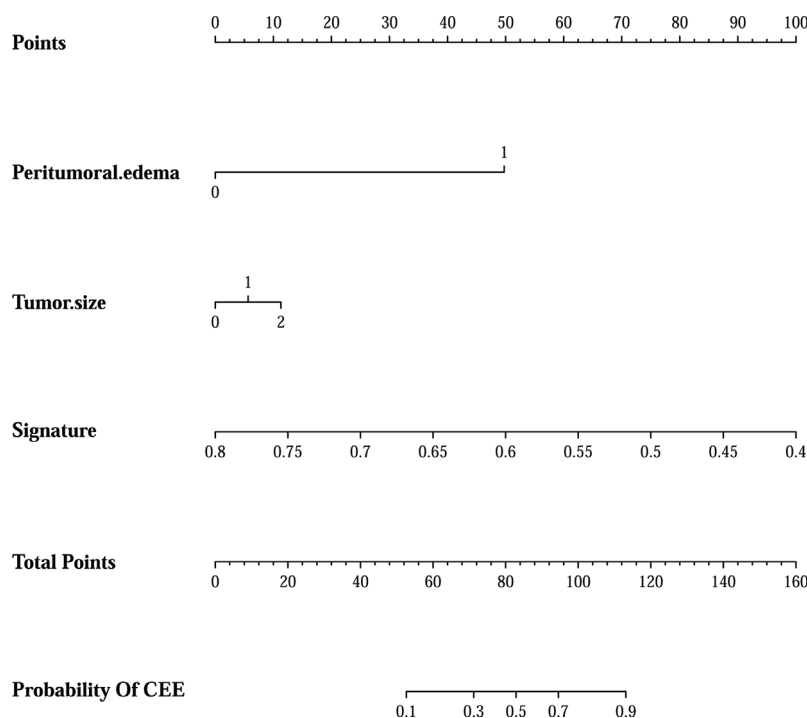 0 10 20 30 40 50 60 70 80 90 100
Points
1
Peritumoral.edema
0
1
Tumor.size
0 2
Signature
0.8 0.75 0.7 0.65 0.6 0.55 0.5 0.45 0.4
Total Points
0 20 40 60 80 100 120 140 160
Probability Of CEE
0.1 0.3 0.5 0.7 0.9